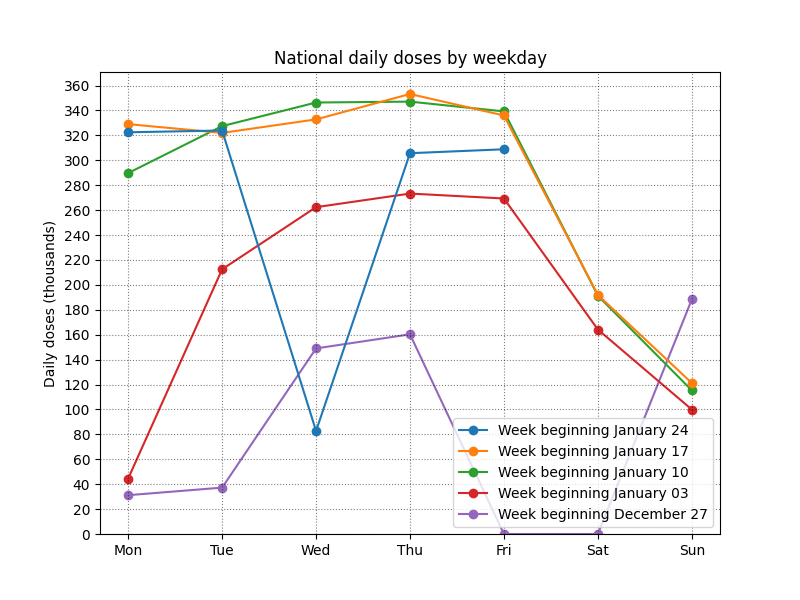 National daily doses by weekday
Daily doses (thousands)
360
340
320
300
280
260
240
220
200
180
160
140
120
100
80
60
40
20
0
Mon Tue Wed Thu Fri Sat Sun
Week beginning January 24
Week beginning January 17
Week beginning January 10
Week beginning January 03
Week beginning December 27